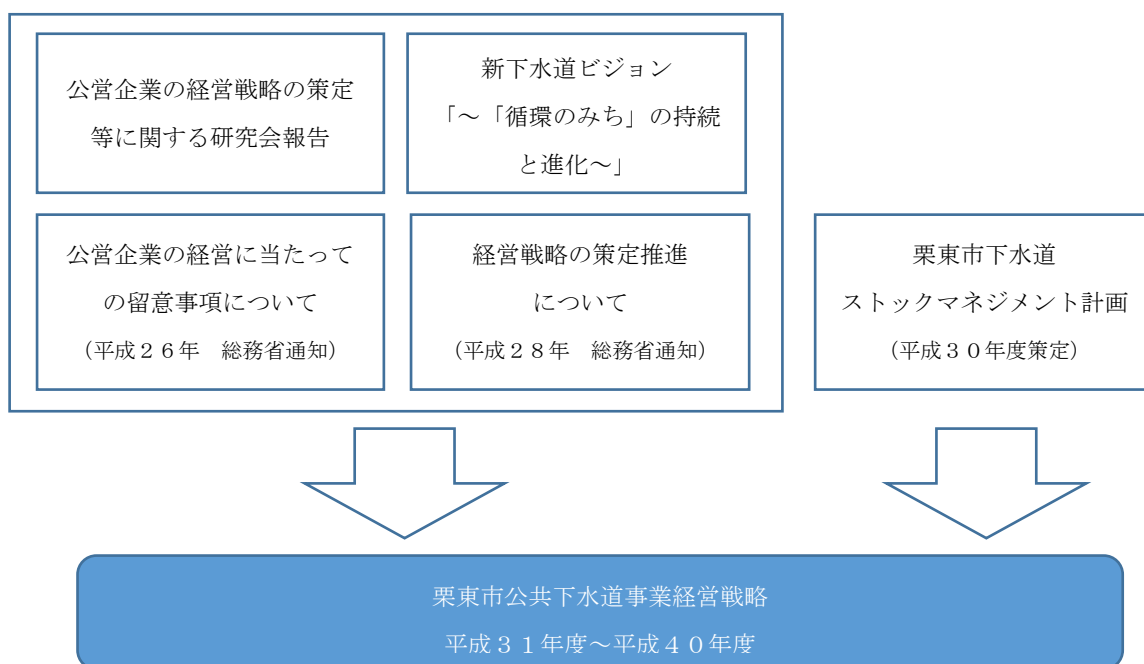 公営企業の経営戦略の策定
等に関する研究会報告
新下水道ビジョン
「～「循環のみち」の持続
と進化～」
公営企業の経営に当たって
の留意事項について
（平成２６年　総務省通知）
経営戦略の策定推進
について
（平成２８年　総務省通知）
栗東市下水道
ストックマネジメント計画
（平成３０年度策定）
栗東市公共下水道事業経営戦略
平成３１年度～平成４０年度